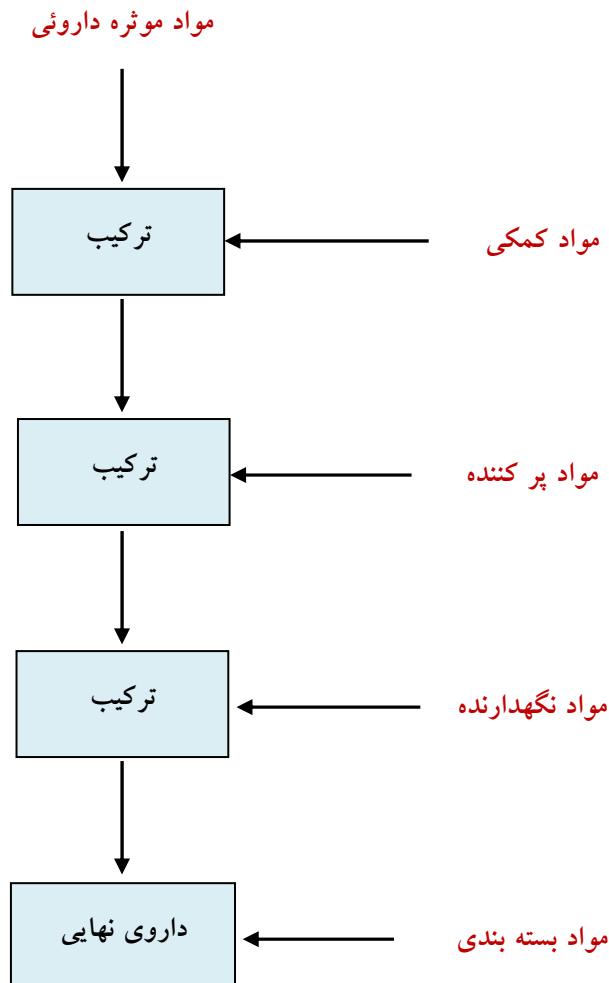 مواد موثره داروئی
ترکیب
مواد کمکی
ترکیب
مواد پر کننده
ترکیب
مواد نگهدارنده
داروی نهایی
مواد بسته بندی